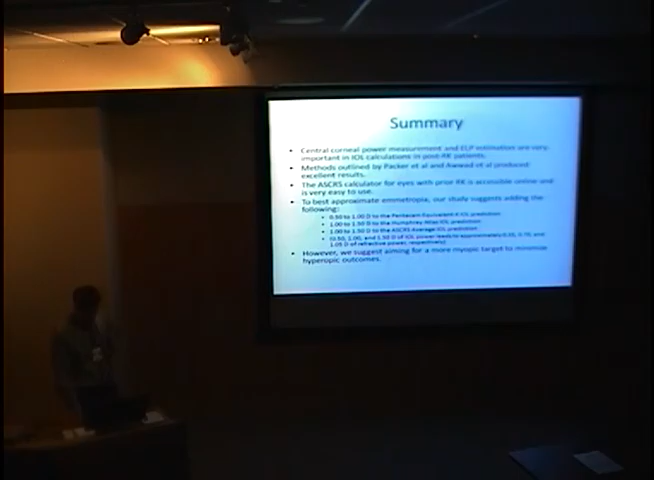 Summary
• Central corneal power measurement and ELP estimation are very
important in IOL calculations in post-RK patients.
• Methods outlined by Packer et al and Awwad et al produced
excellent results.
• The ASCRS calculator for eyes with prior RK is accessible online and
is very easy to use.
• To best approximate emmetropia, our study suggests adding the
following:
• 0.50 to 1.00 D to the Pentacam Equivalent K IOL prediction
• 1.00 to 1.50 D to the Humphrey Atlas IOL prediction
• 1.00 to 1.50 D to the ASCRS Average IOL prediction
• (0.50, 1.00, and 1.50 D of IOL power leads to approximately 0.35, 0.70, and
1.05 D of refractive power, respectively)
• However, we suggest aiming for a more myopic target to minimize
hyperopic outcomes.